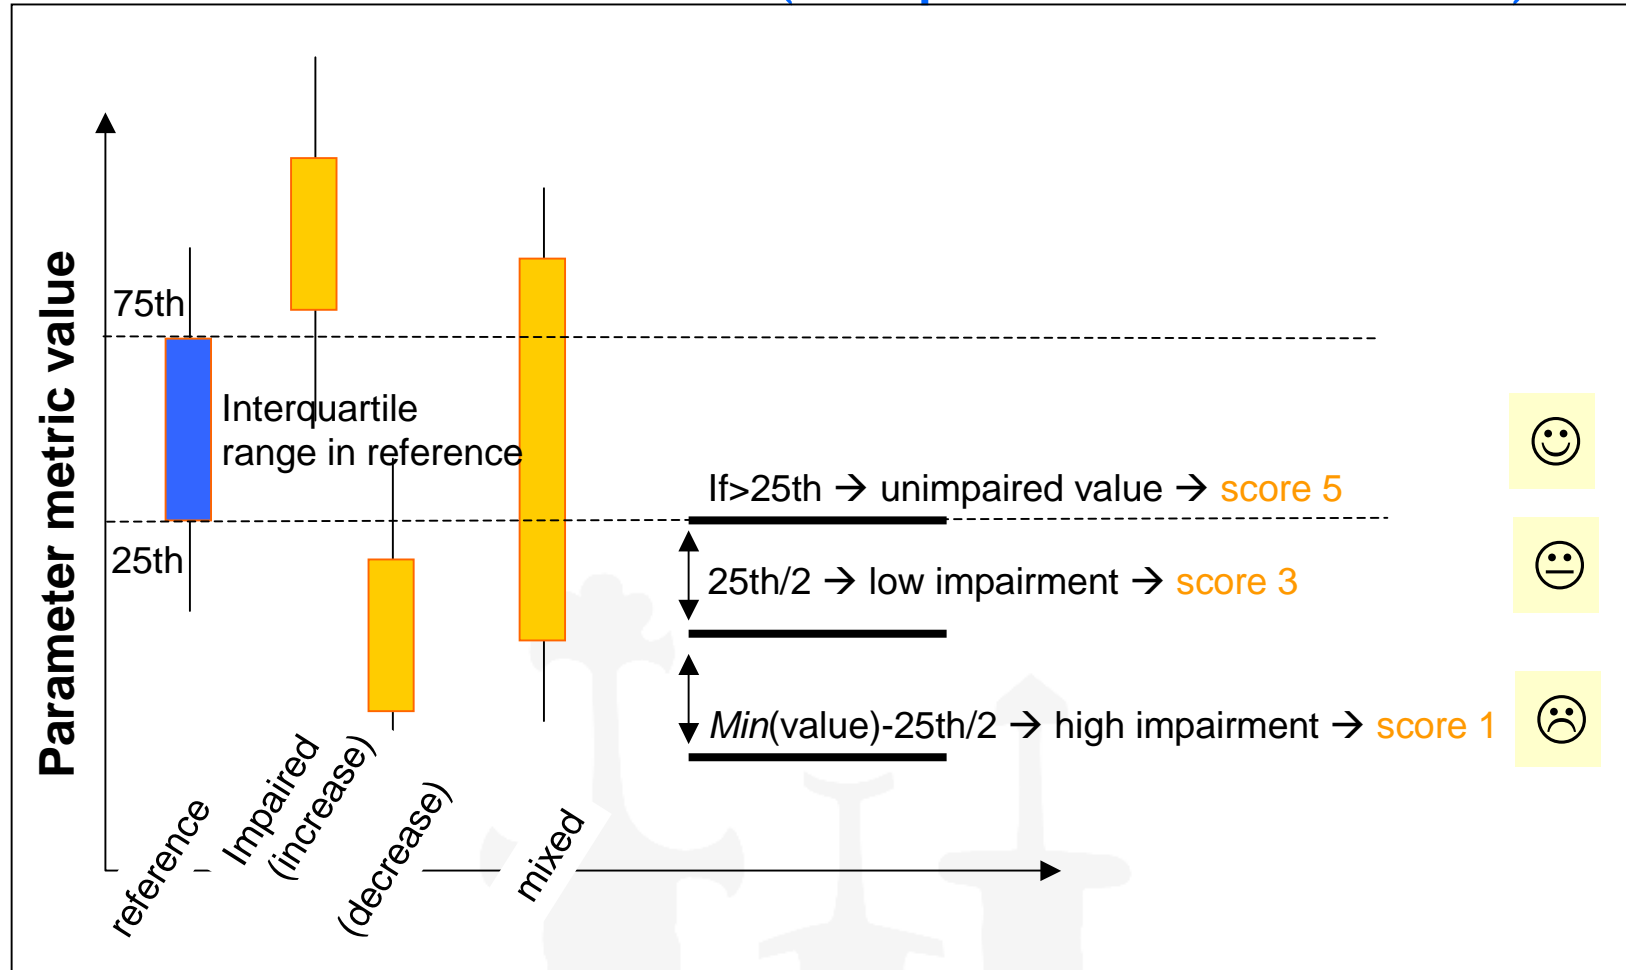 Parameter metric value
75th
Interquartile
range in reference
25th
If>25th → unimpaired value → score 5
25th/2 → low impairment → score 3
Min(value)-25th/2 → high impairment → score 1
reference
Impaired
(increase)
(decrease)
mixed